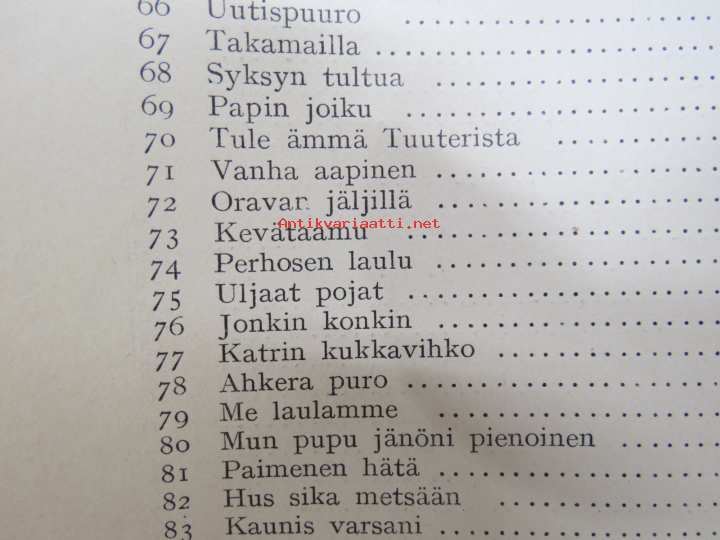 66 Uutispuuro ..........
67 Takamailla ..........
68 Syksyn tultua ..........
69 Papin joiku ..........
70 Tule ämmä Tuuterista ..........
71 Vanha aapinen ..........
72 Oravan jäljillä ..........
Antikvariaatti.net
73 Kevätaamu ..........
74 Perhosen laulu ..........
75 Uljaat pojat ..........
76 Jonkin konkin ..........
77 Katrin kukkavihko ..........
78 Ahkera puro ..........
79 Me laulamme ..........
80 Mun pupu jänöni pienoinen ..........
81 Paimenen hätä ..........
82 Hus sika metsään ..........
83 Kaunis varsani ..........